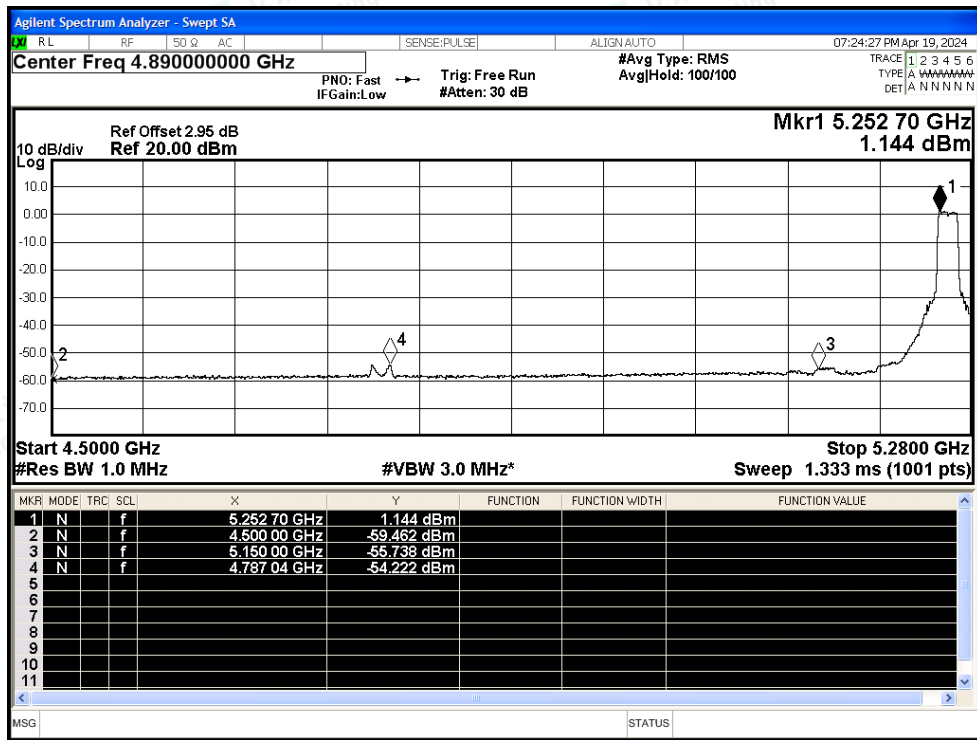 Agilent Spectrum Analyzer - Swept SA
LXI RL RF 50 Ω AC SENSE:PULSE ALIGN AUTO 07:24:27 PM Apr 19, 2024
Center Freq 4.890000000 GHz #Avg Type: RMS TRACE 1 2 3 4 5 6
PNO: Fast Trig: Free Run Avg|Hold: 100/100 TYPE A WWWWW
IFGain:Low #Atten: 30 dB DET A N N N N N
Mkr1 5.252 70 GHz
Ref Offset 2.95 dB
10 dB/div Ref 20.00 dBm 1.144 dBm
Log
10.0
1
0.00
-10.0
-20.0
-30.0
-40.0
4
3
-50.0
2
-60.0
-70.0
Start 4.5000 GHz Stop 5.2800 GHz
#Res BW 1.0 MHz #VBW 3.0 MHz* Sweep 1.333 ms (1001 pts)
MKR MODE TRC SCL X Y FUNCTION FUNCTION WIDTH FUNCTION VALUE
1 N f 5.252 70 GHz 1.144 dBm
2 N f 4.500 00 GHz -59.462 dBm
3 N f 5.150 00 GHz -55.738 dBm
4 N f 4.787 04 GHz -54.222 dBm
5
6
7
8
9
10
11
MSG STATUS